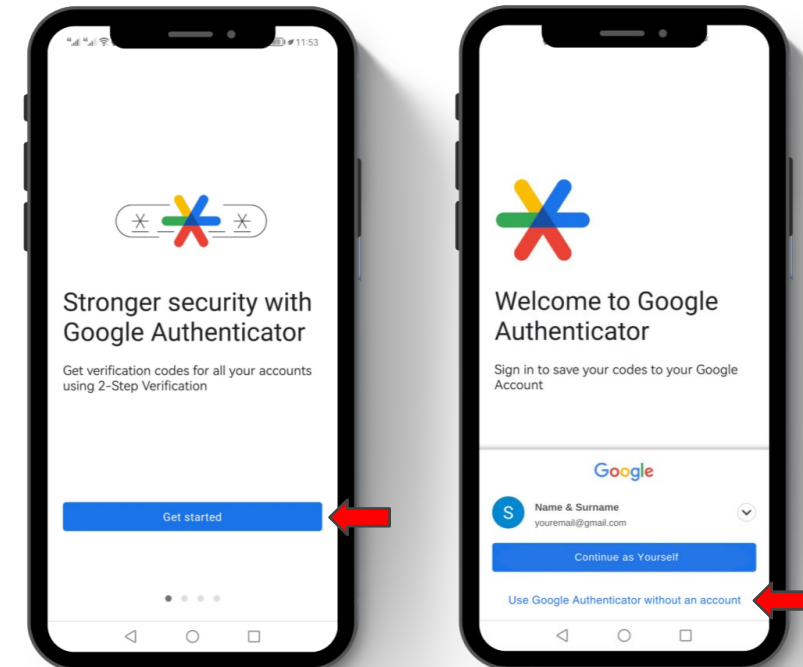 11:53
Stronger security with
Google Authenticator
Get verification codes for all your accounts
using 2-Step Verification
Get started
Welcome to Google
Authenticator
Sign in to save your codes to your Google
Account
Google
S
Name & Surname
youremail@gmail.com
Continue as Yourself
Use Google Authenticator without an account